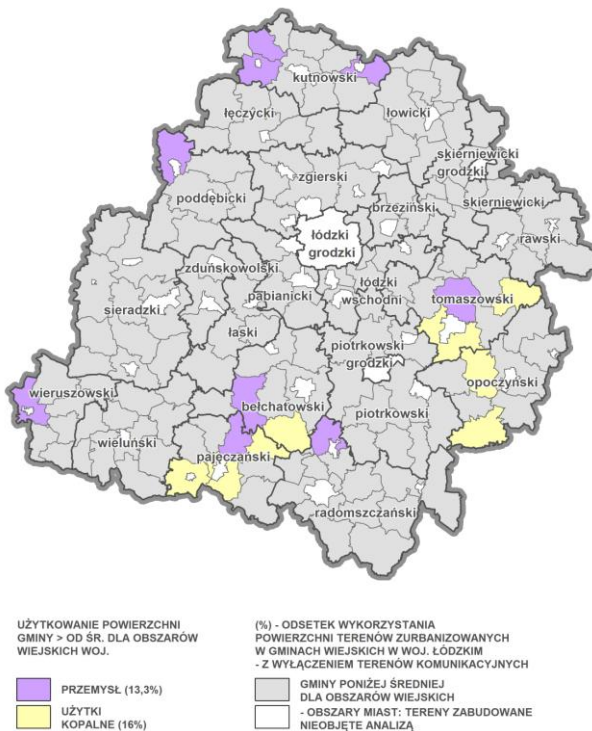 kutnowski
łęczycki
łowicki
skierniewicki
grodzki
zgierski
poddębicki
brzeziński
skierniewicki
łódzki
grodzki
rawski
zduńskowolski
łódzki
wschodni
pabianicki
tomaszowski
sieradzki
łaski
piotrkowski
grodzki
opoczyński
wieruszowski
bełchatowski
piotrkowski
wieluński
pajęczański
radomszczański
UŻYTKOWANIE POWIERZCHNI
GMINY > OD ŚR. DLA OBSZARÓW
WIEJSKICH WOJ.
PRZEMYSŁ (13,3%)
UŻYTKI
KOPALNE (16%)
(%) - ODSETEK WYKORZYSTANIA
POWIERZCHNI TERENÓW ZURBANIZOWANYCH
W GMINACH WIEJSKICH W WOJ. ŁÓDZKIM
- Z WYŁĄCZENIEM TERENÓW KOMUNIKACYJNYCH
GMINY PONIŻEJ ŚREDNIEJ
DLA OBSZARÓW WIEJSKICH
- OBSZARY MIAST: TERENY ZABUDOWANE
NIEOBJĘTE ANALIZĄ